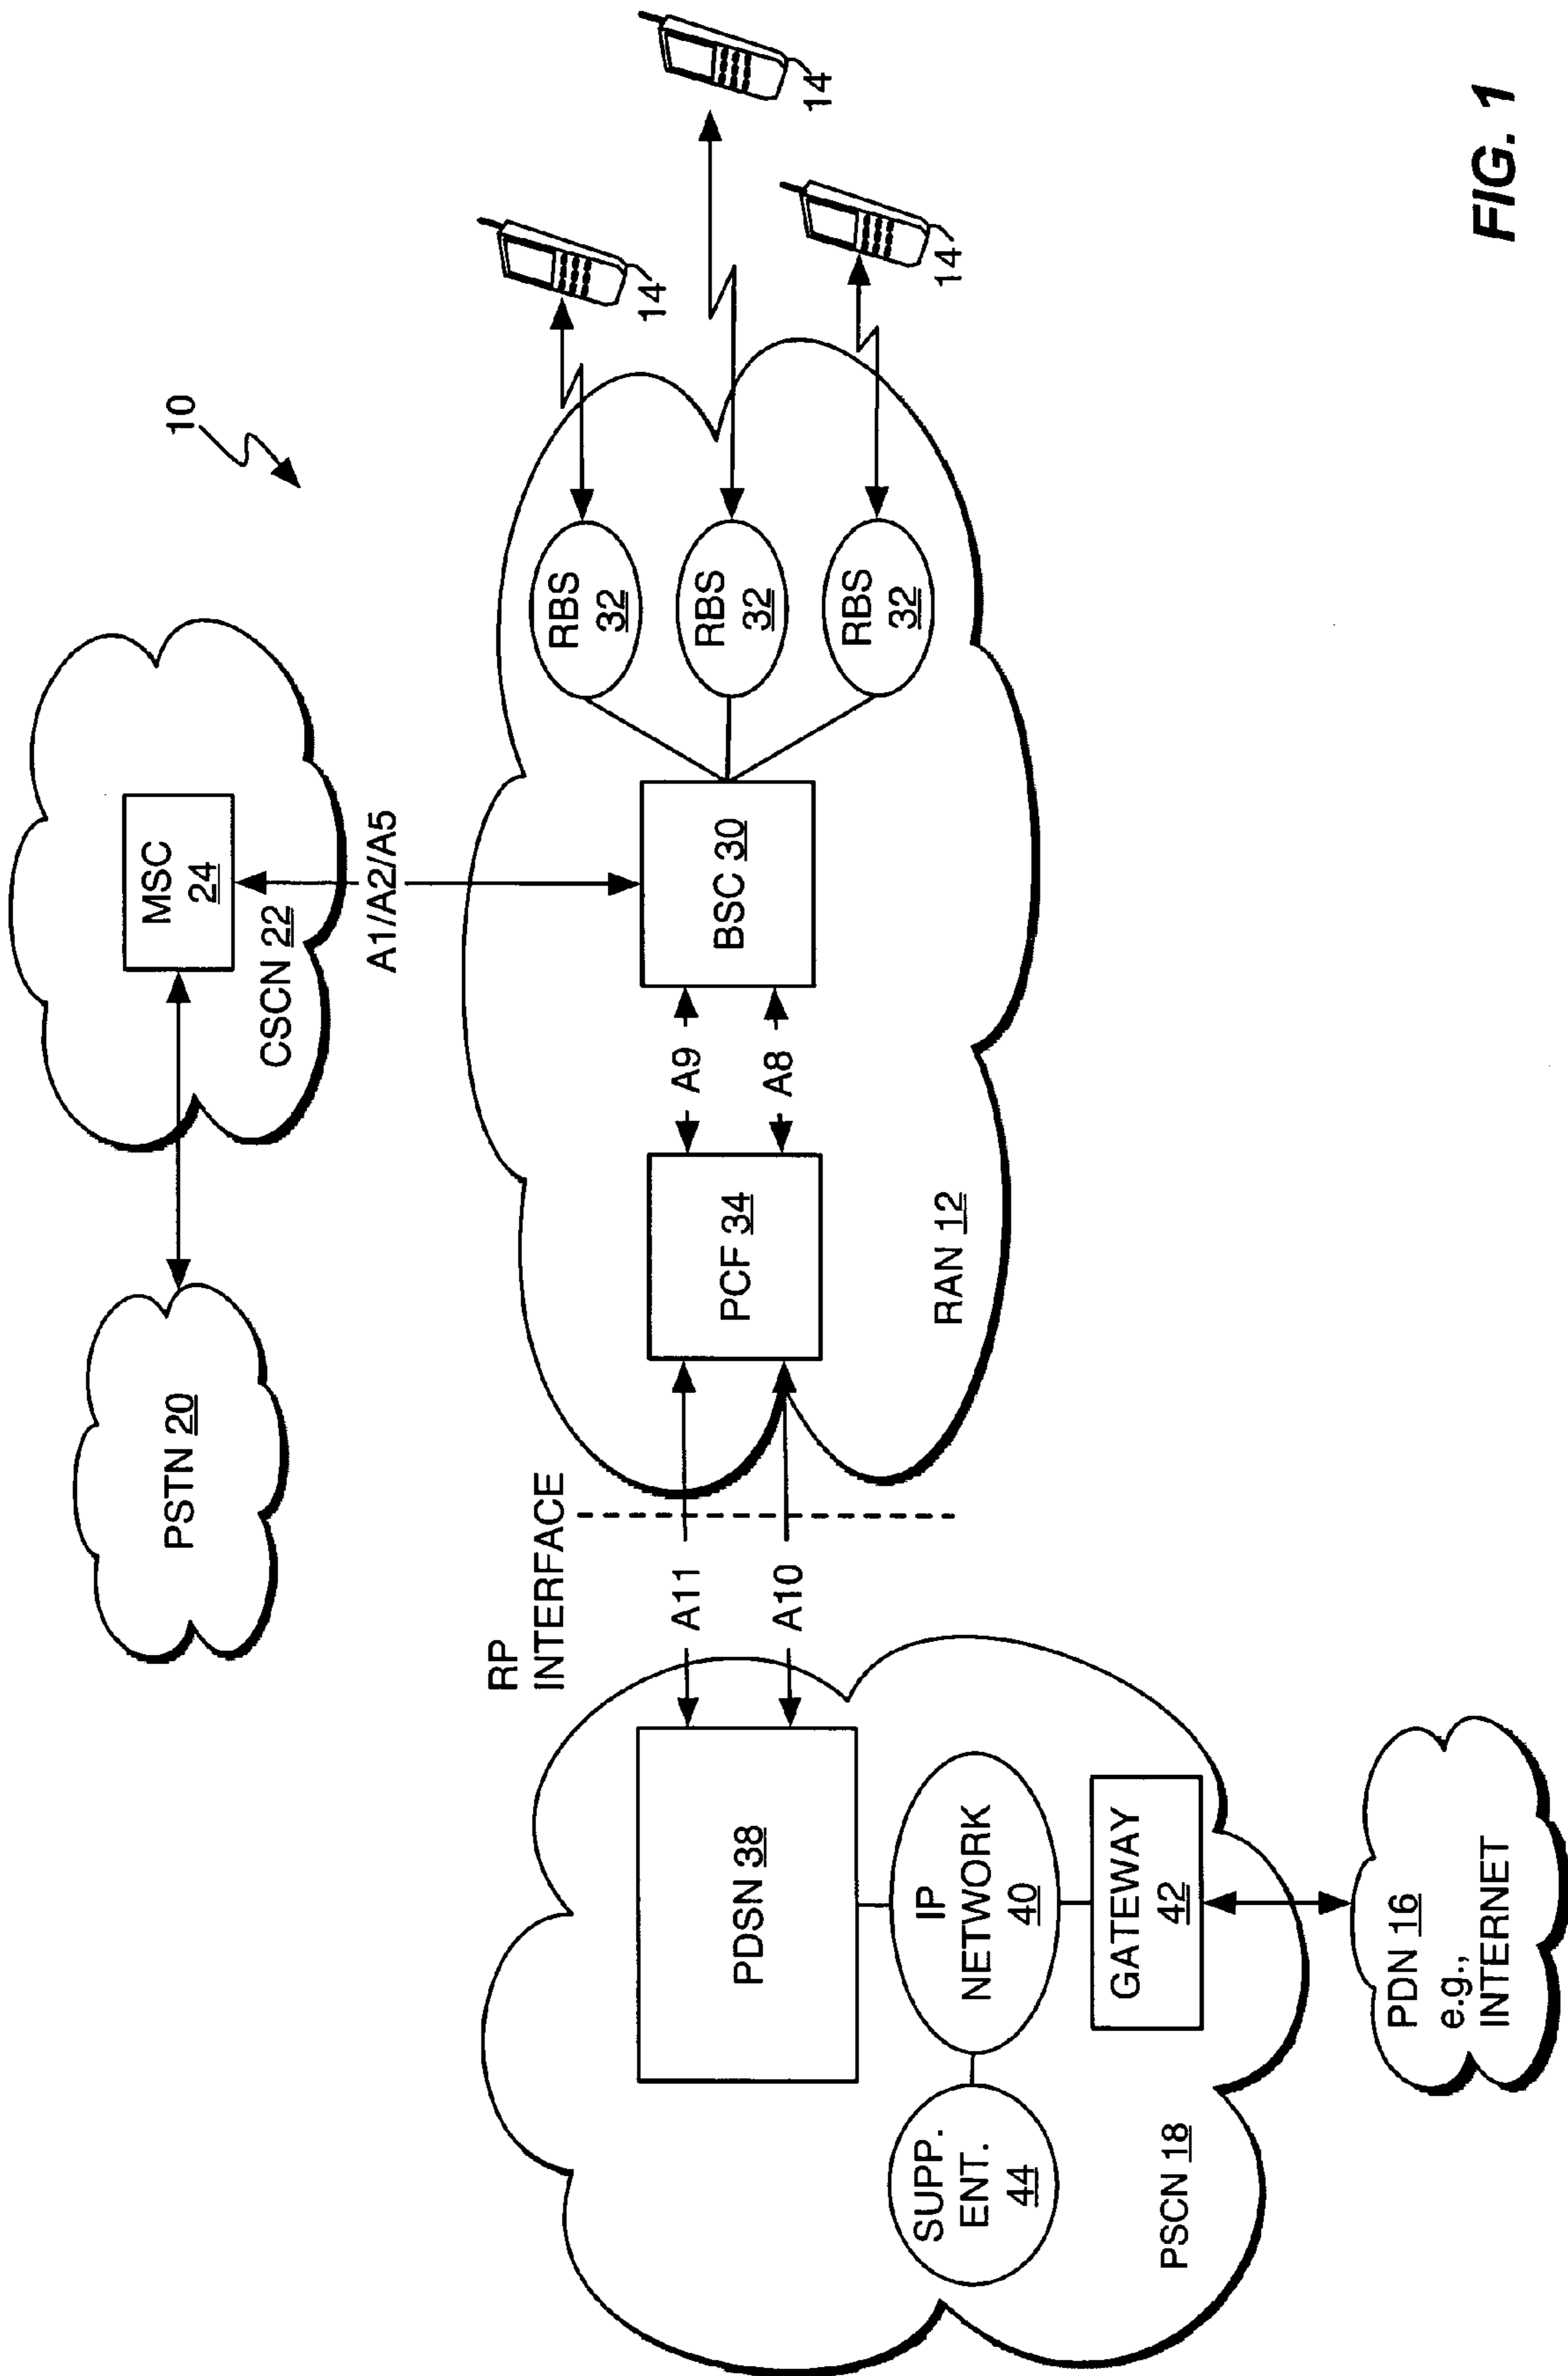 10
PSTN 20
MSC
24
CSCN 22
A1/A2/A5
RP
INTERFACE
A11
A10
PCF 34
A9
A8
BSC 30
RBS
32
RBS
32
RBS
32
14
14
14
RAN 12
PDSN 38
IP
NETWORK
40
SUPP.
ENT.
44
GATEWAY
42
PSCN 18
PDN 16
e.g.,
INTERNET
FIG. 1